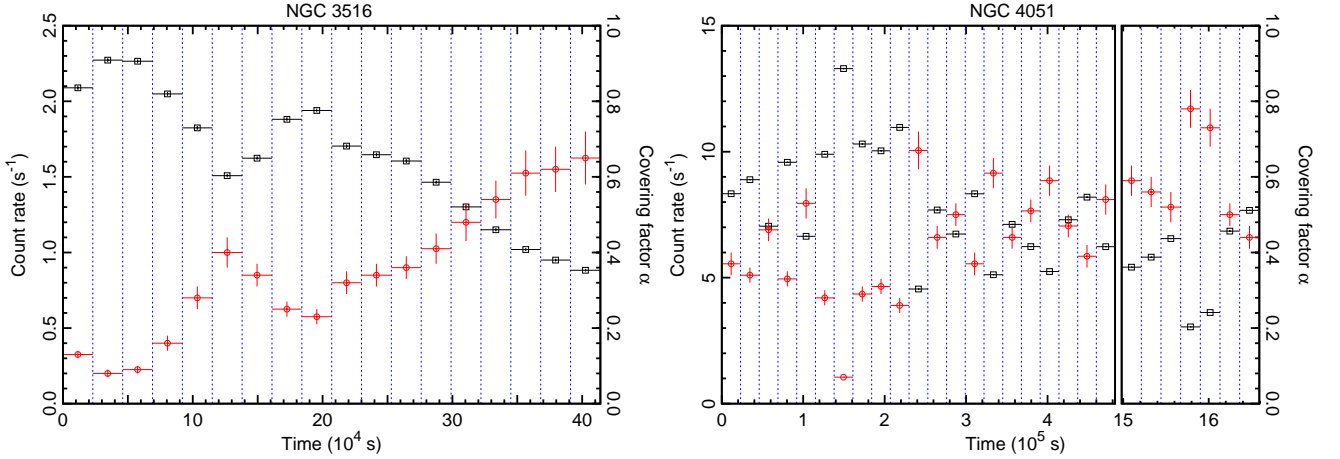 NGC 3516
NGC 4051
2.5
2.0
1.5
1.0
0.5
0.0
Count rate (s⁻¹)
1.0
0.8
0.6
0.4
0.2
0.0
Covering factor α
0 10 20 30 40
Time (10⁴ s)
15
10
5
0
Count rate (s⁻¹)
1.0
0.8
0.6
0.4
0.2
0.0
Covering factor α
0 1 2 3 4 15 16
Time (10⁵ s)